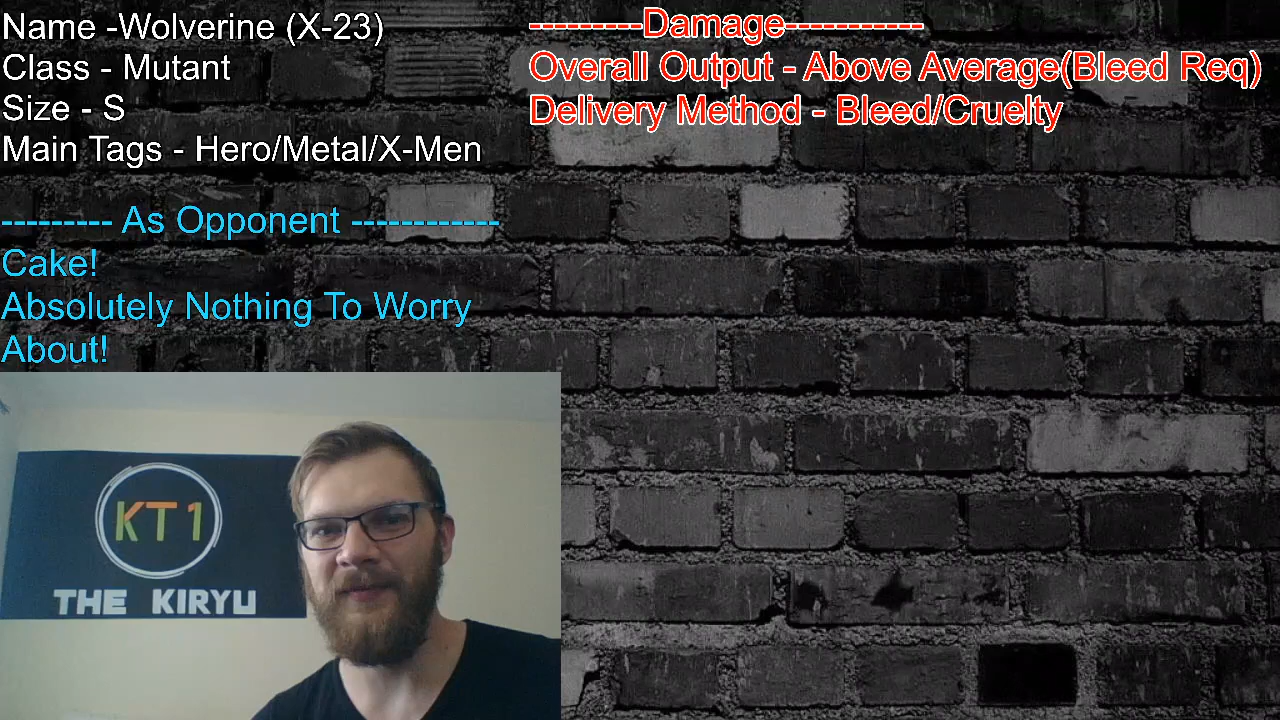 Name -Wolverine (X-23)
Class - Mutant
Size - S
Main Tags - Hero/Metal/X-Men
--------- As Opponent ------------
Cake!
Absolutely Nothing To Worry
About!
---------Damage-----------
Overall Output - Above Average(Bleed Req)
Delivery Method - Bleed/Cruelty
KT1
THE KIRYU